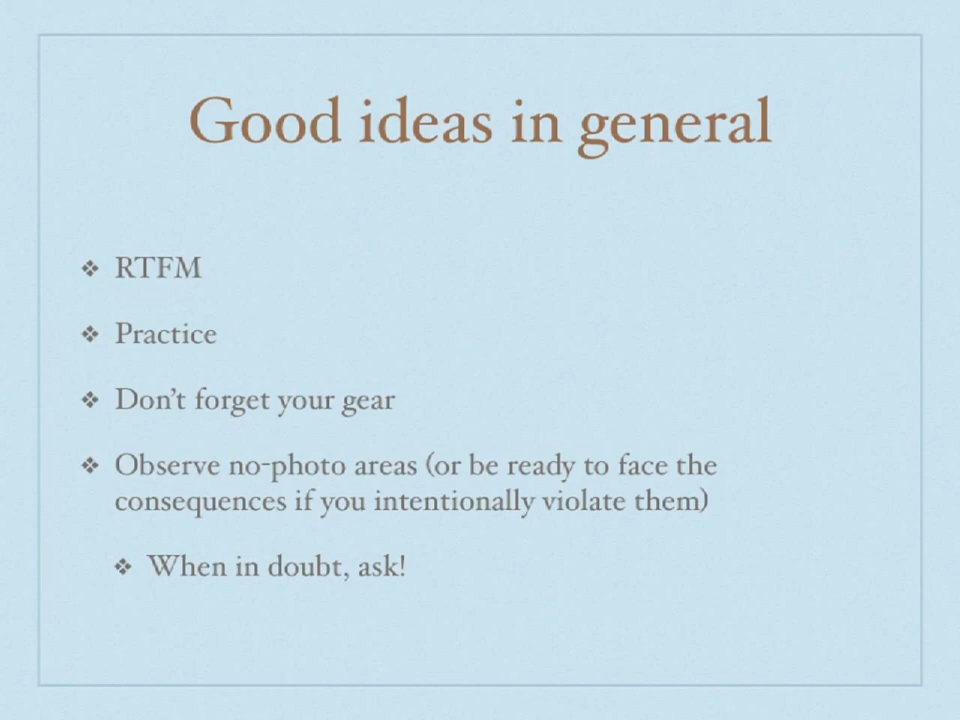 Good ideas in general
❖ RTFM
❖ Practice
❖ Don’t forget your gear
❖ Observe no-photo areas (or be ready to face the
consequences if you intentionally violate them)
❖ When in doubt, ask!